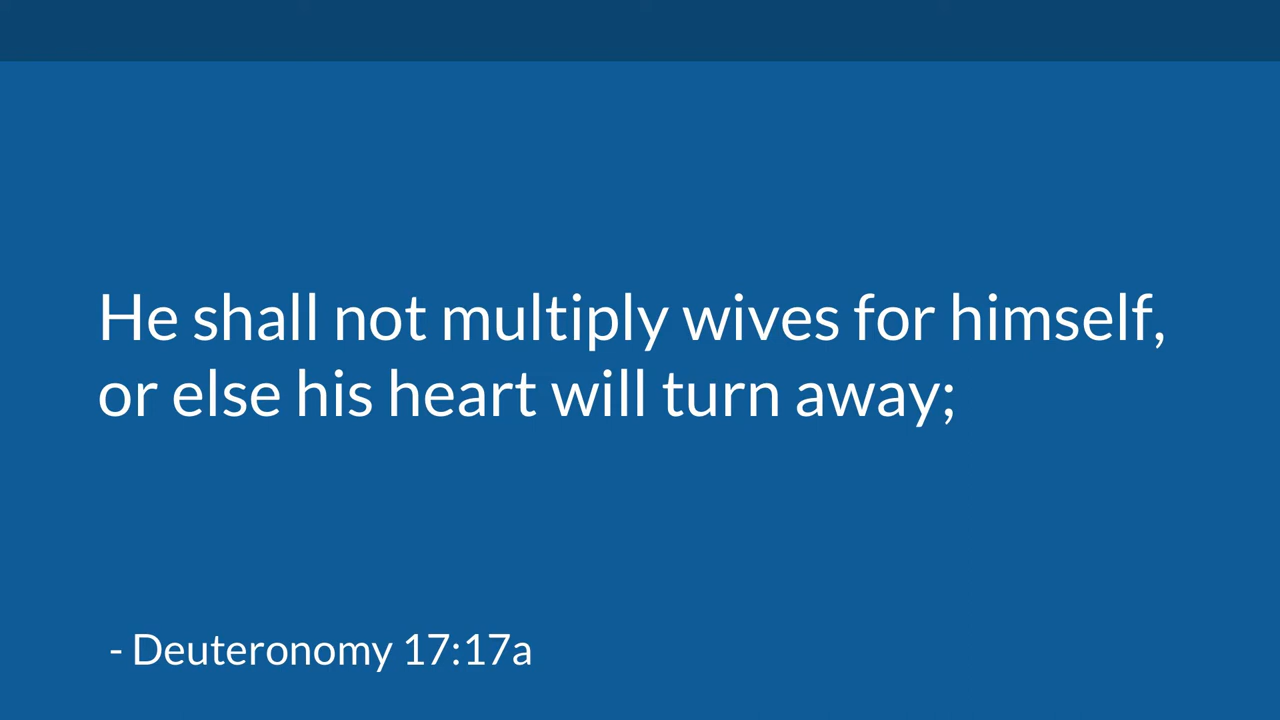 He shall not multiply wives for himself,
or else his heart will turn away;
- Deuteronomy 17:17a